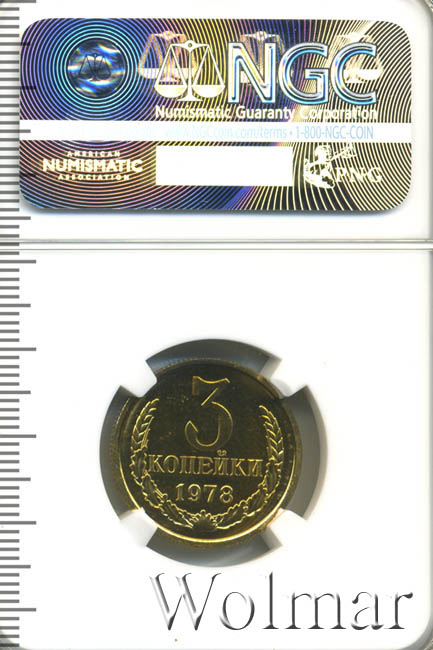 NGC
Numismatic Guaranty Corporation
www.NGCcoin.com/terms • 1-800-NGC-COIN
AMERICAN
NUMISMATIC
ASSOCIATION
PNG
3
КОПЕЙКИ
1978
Wolmar